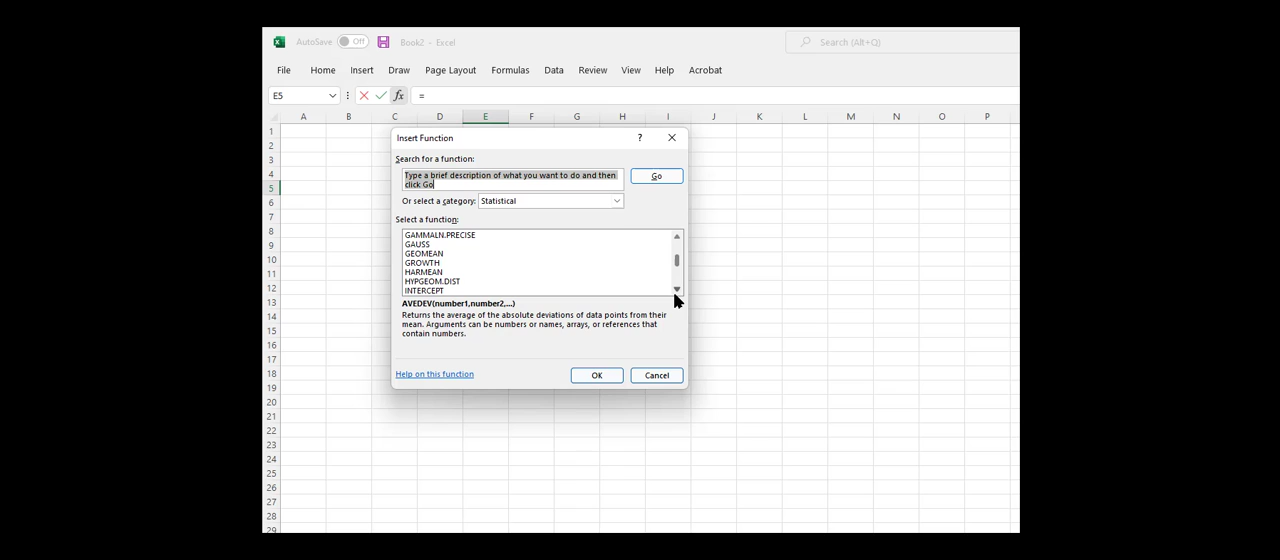 AutoSave Off Book2 - Excel Search (Alt+Q)
File Home Insert Draw Page Layout Formulas Data Review View Help Acrobat
E5 fx =
A B C D E F G H I J K L M N O P
1
2
3
4
5
6
7
8
9
10
11
12
13
14
15
16
17
18
19
20
21
22
23
24
25
26
27
28
29
Insert Function ?
Search for a function:
Type a brief description of what you want to do and then
click Go
Go
Or select a category: Statistical
Select a function:
GAMMALN.PRECISE
GAUSS
GEOMEAN
GROWTH
HARMEAN
HYPGEOM.DIST
INTERCEPT
AVEDEV(number1,number2,...)
Returns the average of the absolute deviations of data points from their
mean. Arguments can be numbers or names, arrays, or references that
contain numbers.
Help on this function OK Cancel